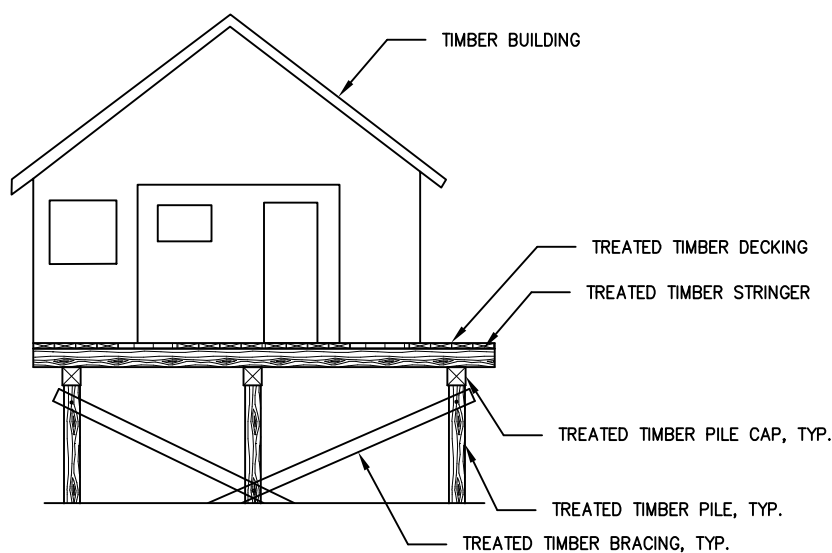 TIMBER BUILDING
TREATED TIMBER DECKING
TREATED TIMBER STRINGER
TREATED TIMBER PILE CAP, TYP.
TREATED TIMBER PILE, TYP.
TREATED TIMBER BRACING, TYP.